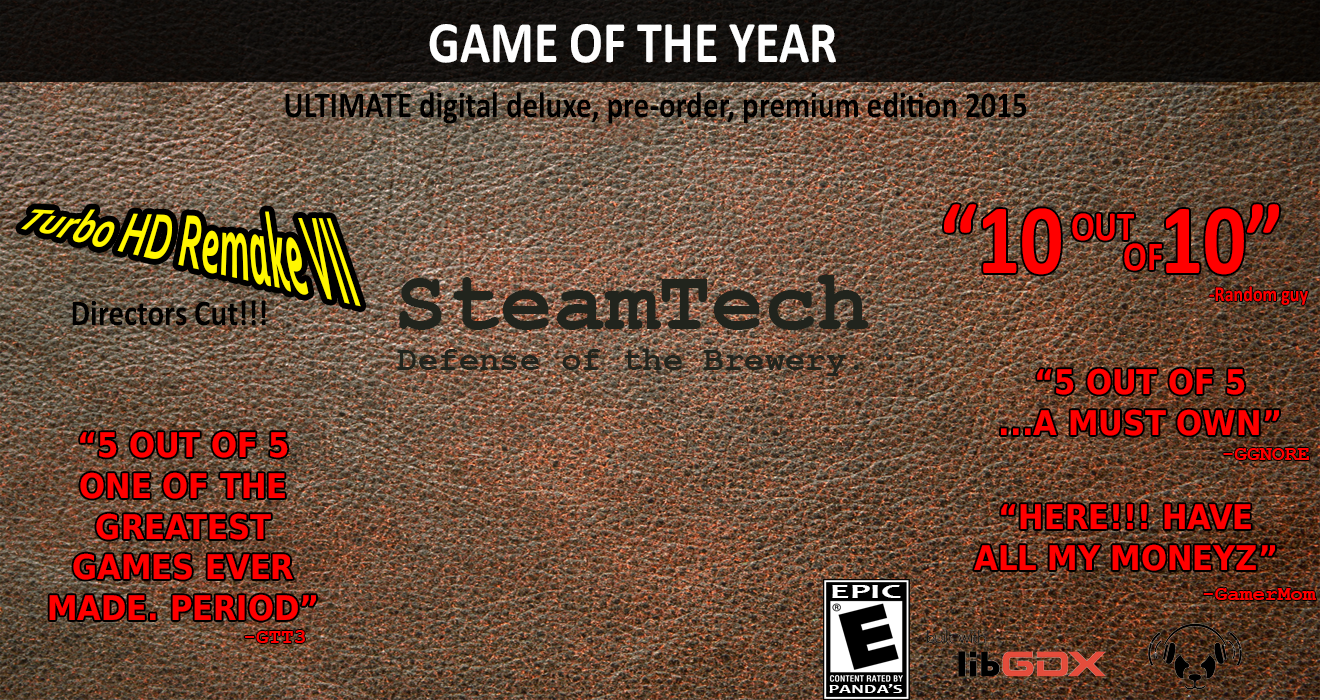 GAME OF THE YEAR
ULTIMATE digital deluxe, pre-order, premium edition 2015
Turbo HD Remake VII
Directors Cut!!!
SteamTech
Defense of the Brewery
“10 OUT OF 10”
-Random guy
“5 OUT OF 5
...A MUST OWN”
-GGNORE
“5 OUT OF 5
ONE OF THE
GREATEST
GAMES EVER
MADE. PERIOD”
-GTT3
“HERE!!! HAVE
ALL MY MONEYZ”
-GamerMom
EPIC
E
®
CONTENT RATED BY
PANDA'S
libGDX